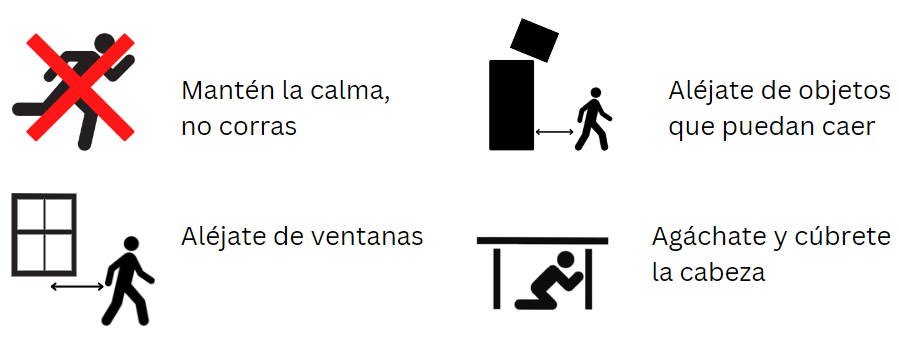 Mantén la calma,
no corras
Aléjate de objetos
que puedan caer
Aléjate de ventanas
Agáchate y cúbrete
la cabeza